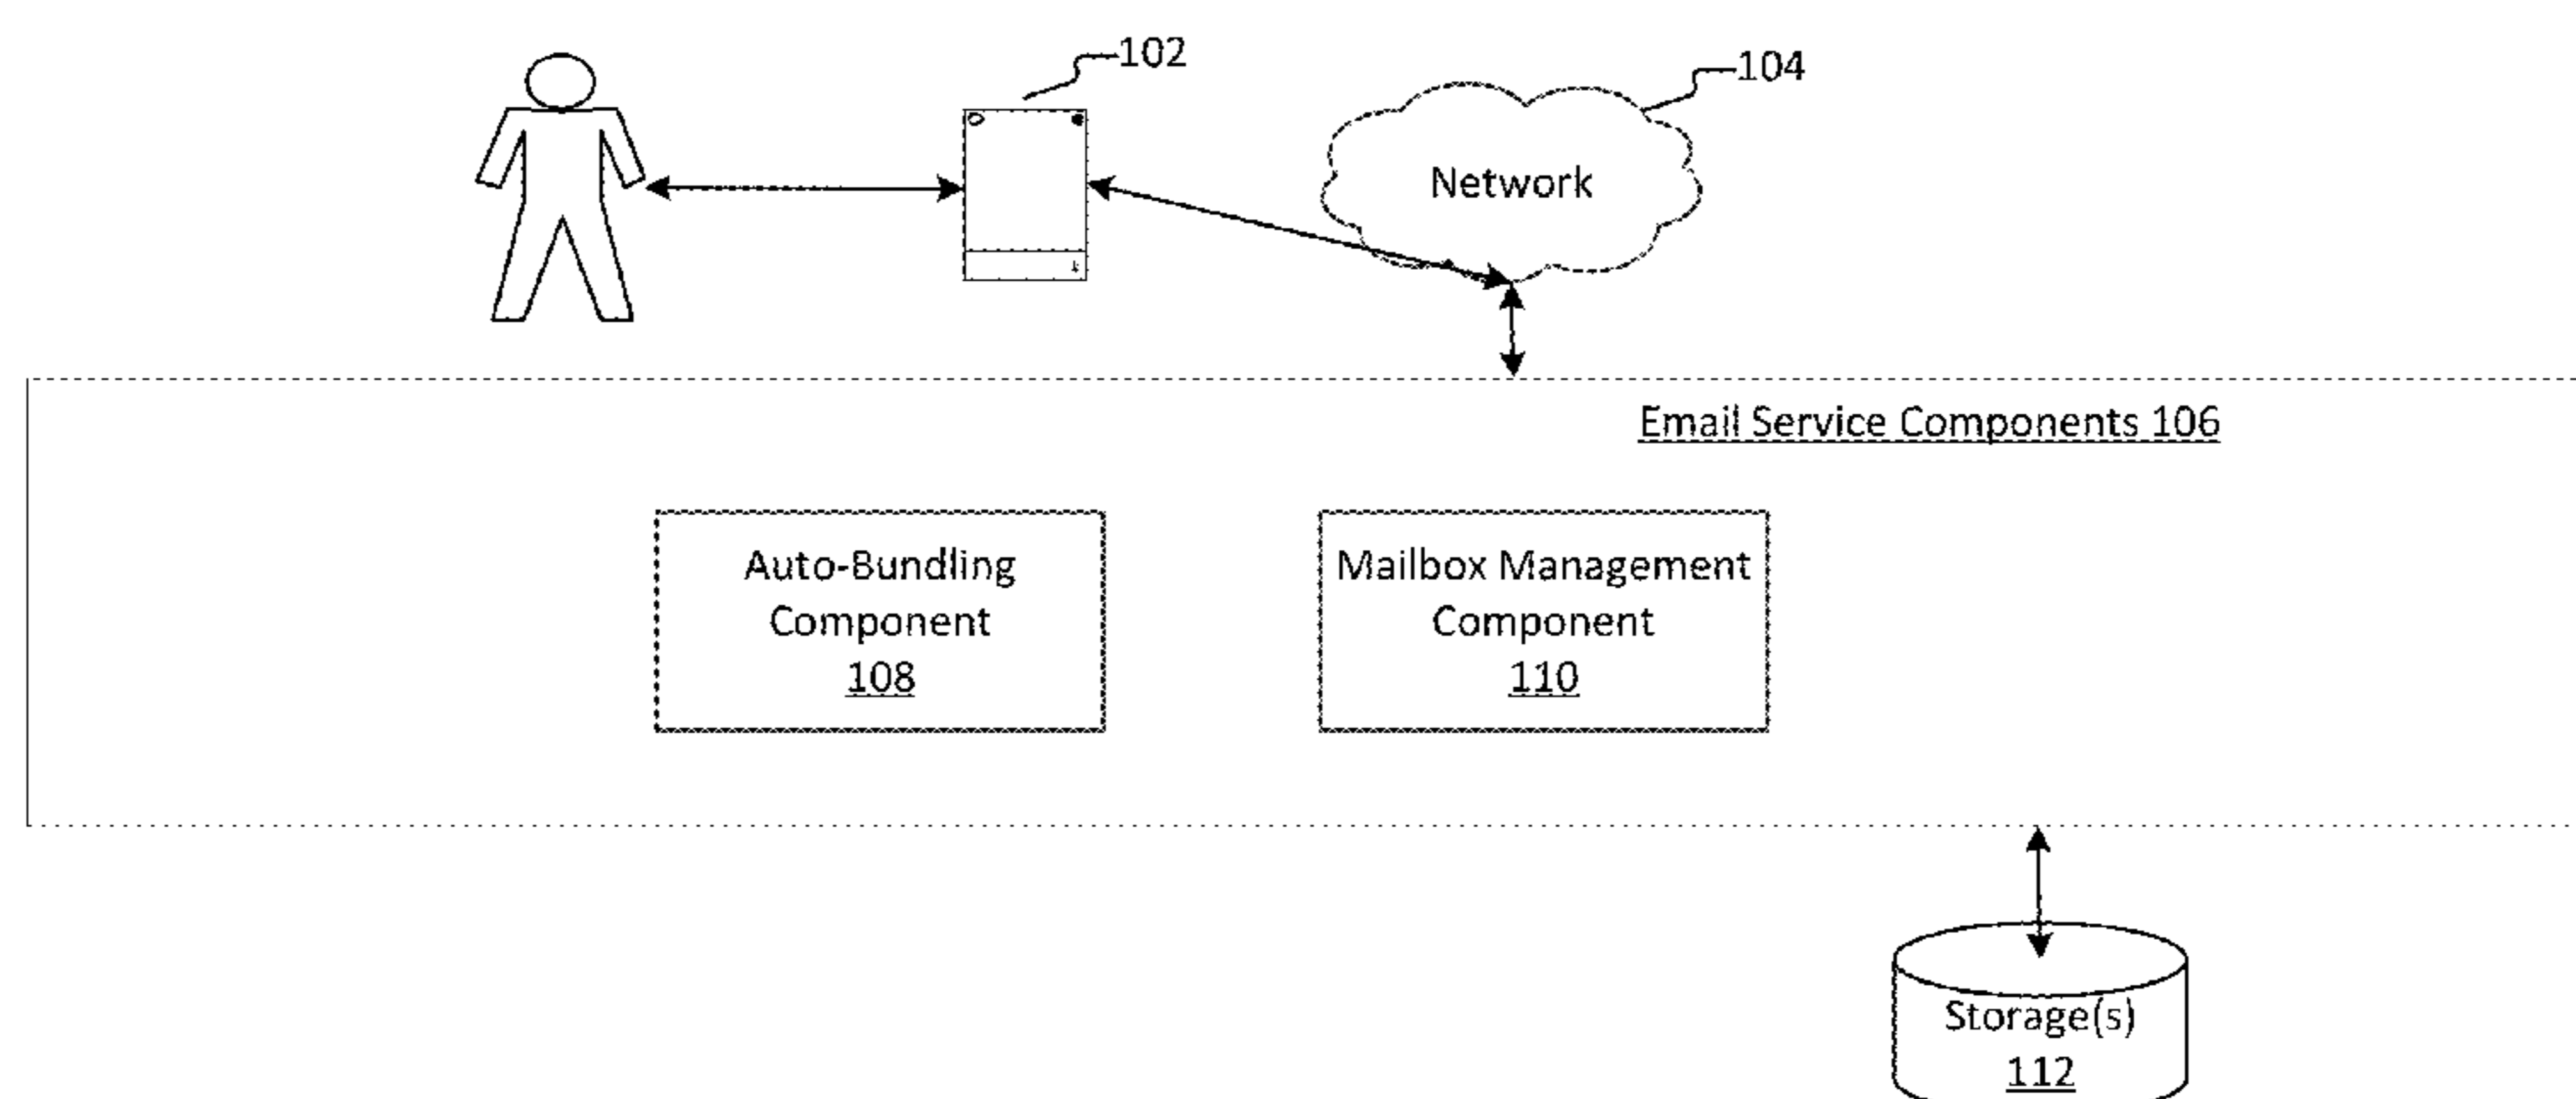 102
104
Network
Email Service Components 106
Auto-Bundling
Component
108
Mailbox Management
Component
110
Storage(s)
112